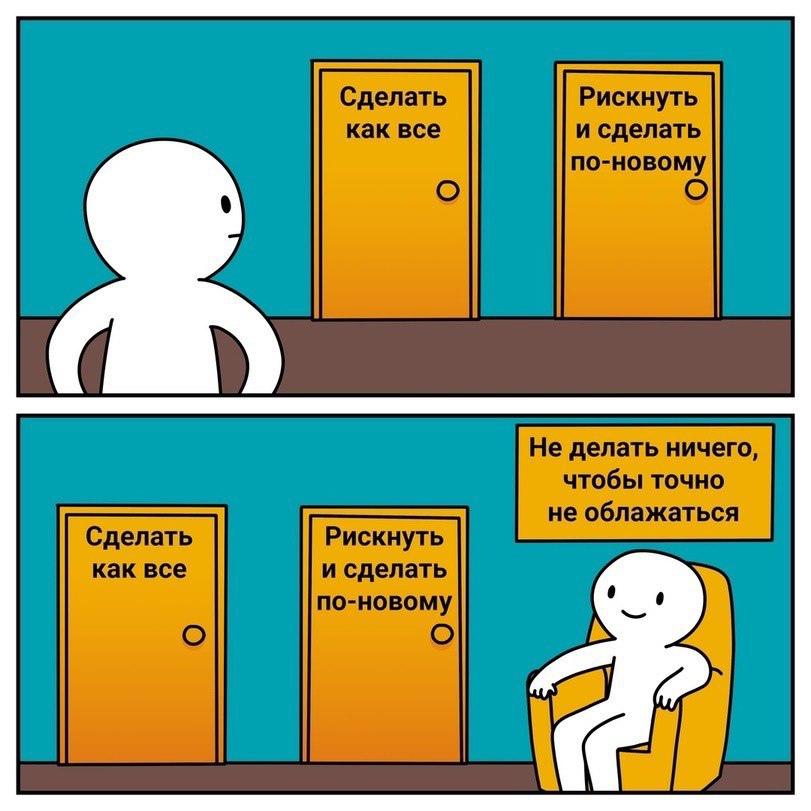 Сделать
как все
Рискнуть
и сделать
по-новому
Не делать ничего,
чтобы точно
не облажаться
Сделать
как все
Рискнуть
и сделать
по-новому